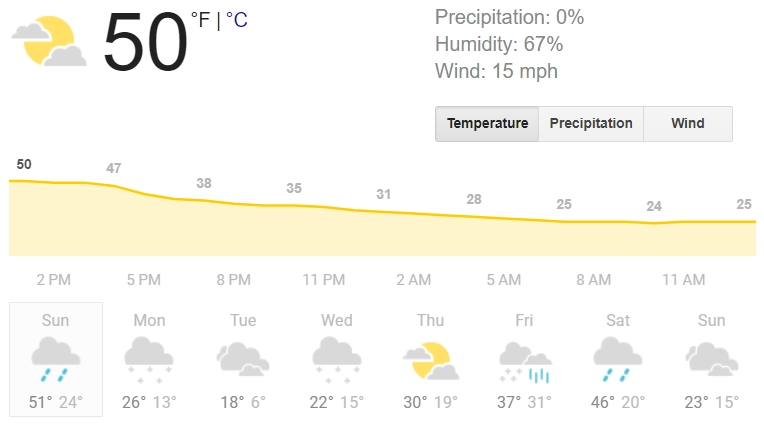 50 °F | °C
Precipitation: 0%
Humidity: 67%
Wind: 15 mph
Temperature Precipitation Wind
50 47 38 35 31 28 25 24 25
2 PM 5 PM 8 PM 11 PM 2 AM 5 AM 8 AM 11 AM
Sun Mon Tue Wed Thu Fri Sat Sun
51° 24° 26° 13° 18° 6° 22° 15° 30° 19° 37° 31° 46° 20° 23° 15°